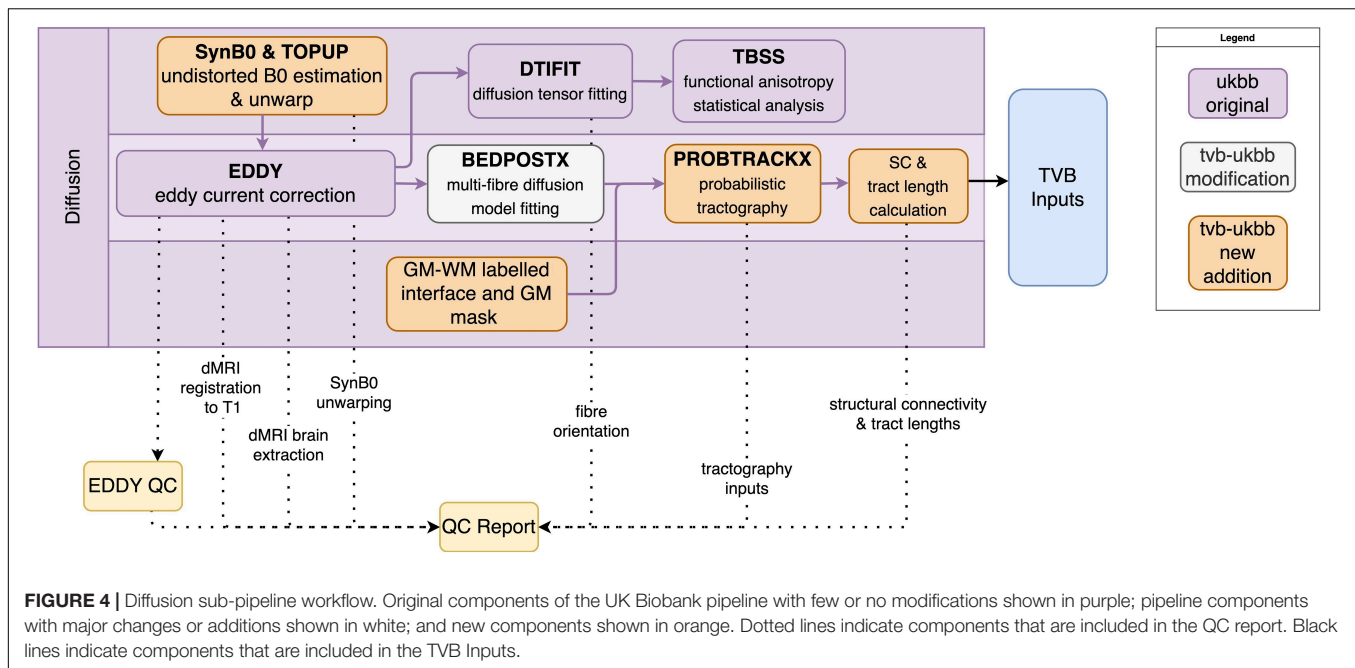 Diffusion
SynB0 & TOPUP
undistorted B0 estimation
& unwarp
DTIFIT
diffusion tensor fitting
TBSS
functional anisotropy
statistical analysis
EDDY
eddy current correction
BEDPOSTX
multi-fibre diffusion
model fitting
PROBTRACKX
probabilistic
tractography
SC &
tract length
calculation
TVB
Inputs
GM-WM labelled
interface and GM
mask
Legend
ukbb
original
tvb-ukbb
modification
tvb-ukbb
new
addition
dMRI
registration
to T1
dMRI brain
extraction
SynB0
unwarping
fibre
orientation
tractography
inputs
structural connectivity
& tract lengths
EDDY QC
QC Report
FIGURE 4 | Diffusion sub-pipeline workflow. Original components of the UK Biobank pipeline with few or no modifications shown in purple; pipeline components
with major changes or additions shown in white; and new components shown in orange. Dotted lines indicate components that are included in the QC report. Black
lines indicate components that are included in the TVB Inputs.